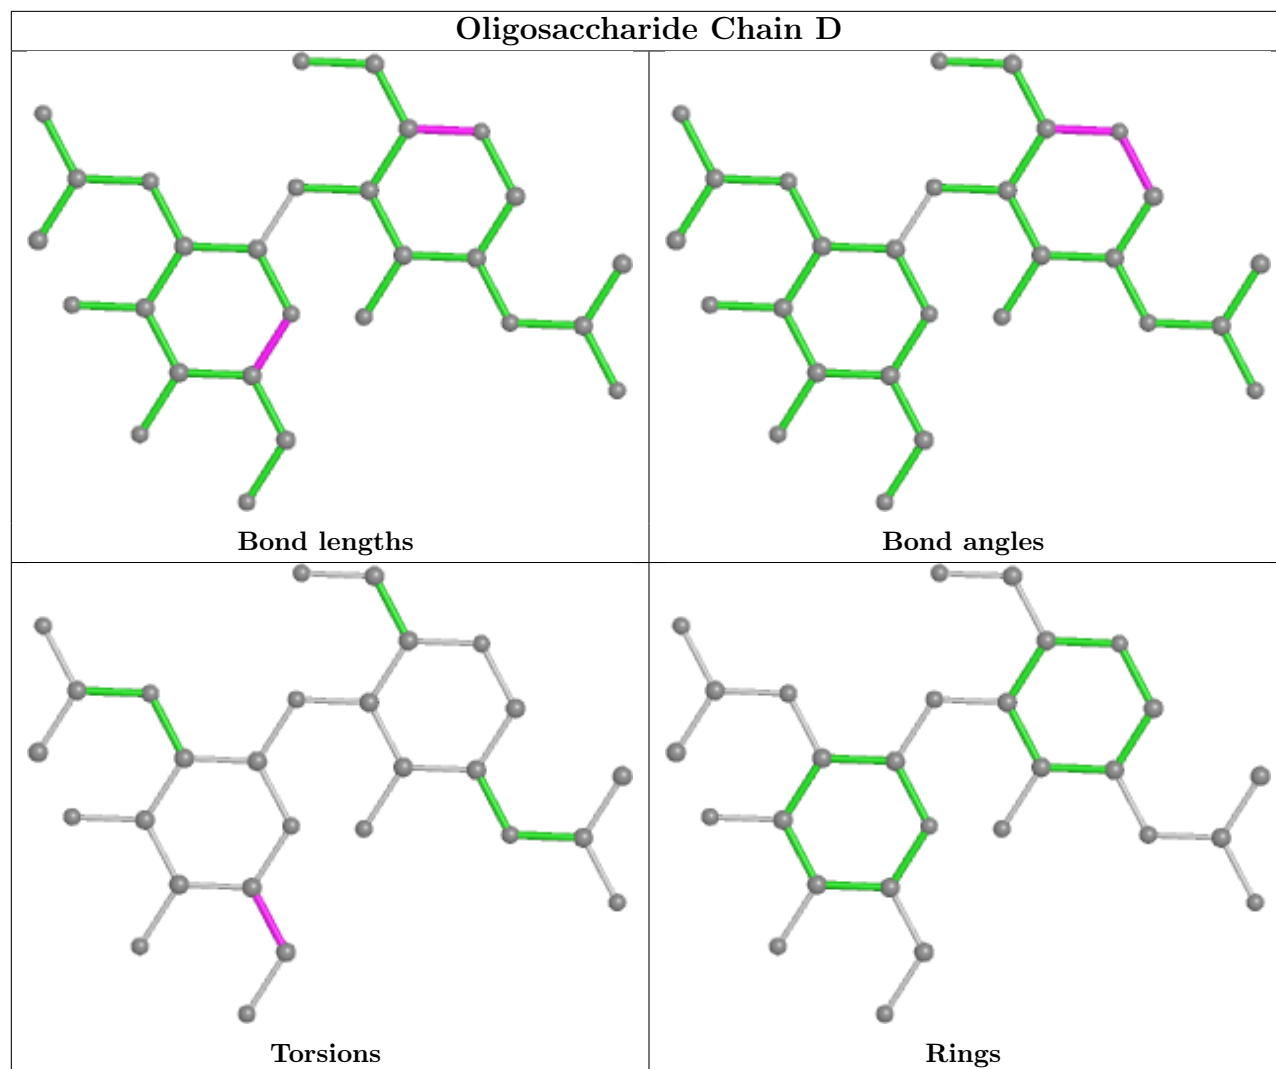 Oligosaccharide Chain D
Bond lengths
Bond angles
Torsions
Rings